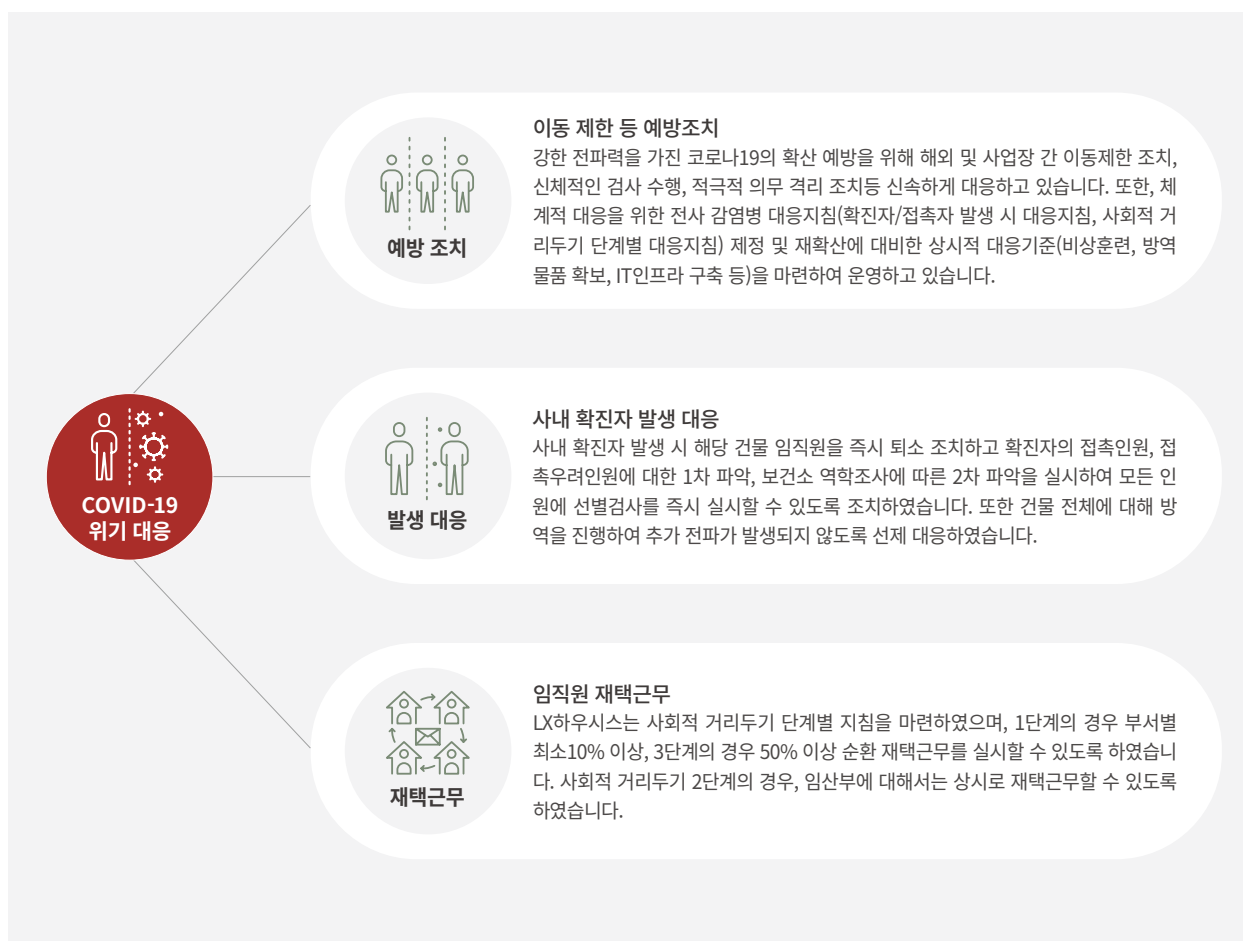 이동 제한 등 예방조치
강한 전파력을 가진 코로나19의 확산 예방을 위해 해외 및 사업장 간 이동제한 조치,
신체적인 검사 수행, 적극적 의무 격리 조치등 신속하게 대응하고 있습니다. 또한, 체
계적 대응을 위한 전사 감염병 대응지침(확진자/접촉자 발생 시 대응지침, 사회적 거
리두기 단계별 대응지침) 제정 및 재확산에 대비한 상시적 대응기준(비상훈련, 방역
물품 확보, IT인프라 구축 등)을 마련하여 운영하고 있습니다.
예방 조치
COVID-19
위기 대응
사내 확진자 발생 대응
사내 확진자 발생 시 해당 건물 임직원을 즉시 퇴소 조치하고 확진자의 접촉인원, 접
촉우려인원에 대한 1차 파악, 보건소 역학조사에 따른 2차 파악을 실시하여 모든 인
원에 선별검사를 즉시 실시할 수 있도록 조치하였습니다. 또한 건물 전체에 대해 방
역을 진행하여 추가 전파가 발생되지 않도록 선제 대응하였습니다.
발생 대응
임직원 재택근무
LX하우시스는 사회적 거리두기 단계별 지침을 마련하였으며, 1단계의 경우 부서별
최소10% 이상, 3단계의 경우 50% 이상 순환 재택근무를 실시할 수 있도록 하였습니
다. 사회적 거리두기 2단계의 경우, 임산부에 대해서는 상시로 재택근무할 수 있도록
하였습니다.
재택근무